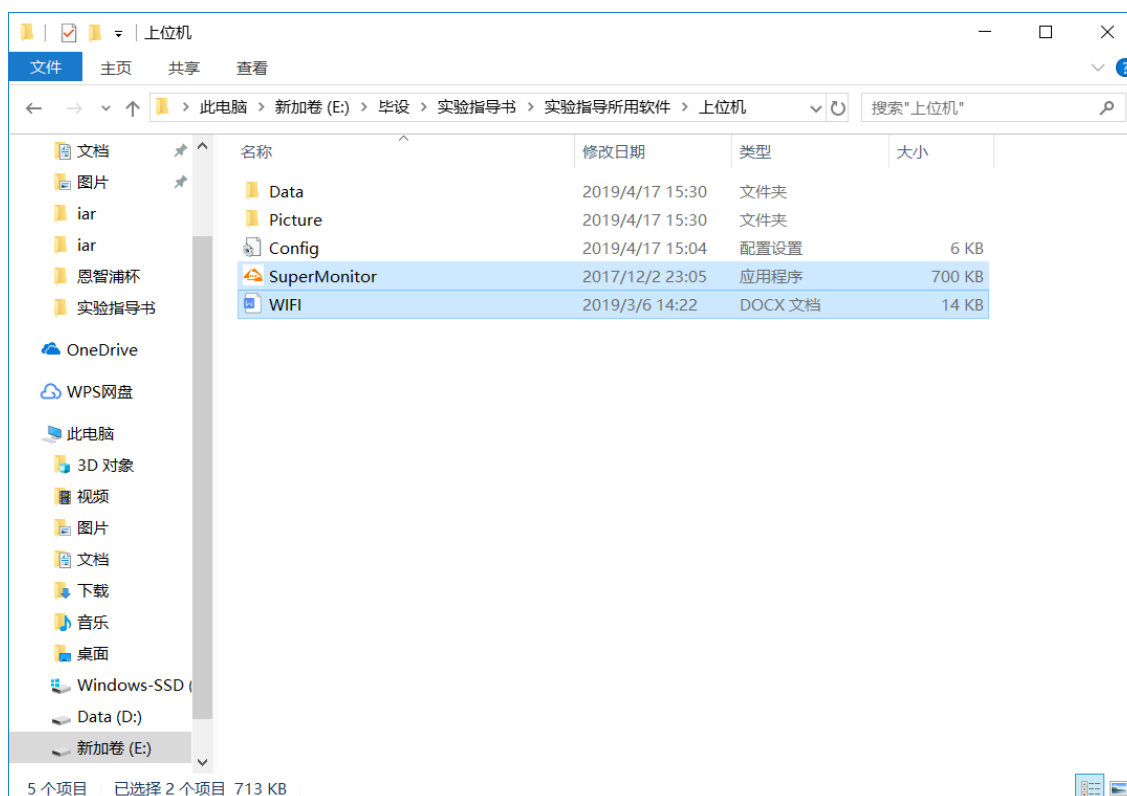 上位机
文件 主页 共享 查看
此电脑 新加卷 (E:) 毕设 实验指导书 实验指导所用软件 上位机 搜索"上位机"
文档
图片
iar
iar
恩智浦杯
实验指导书
OneDrive
WPS网盘
此电脑
3D 对象
视频
图片
文档
下载
音乐
桌面
Windows-SSD (
Data (D:)
新加卷 (E:)
名称 修改日期 类型 大小
Data 2019/4/17 15:30 文件夹
Picture 2019/4/17 15:30 文件夹
Config 2019/4/17 15:04 配置设置 6 KB
SuperMonitor 2017/12/2 23:05 应用程序 700 KB
WIFI 2019/3/6 14:22 DOCX 文档 14 KB
5 个项目 已选择 2 个项目 713 KB